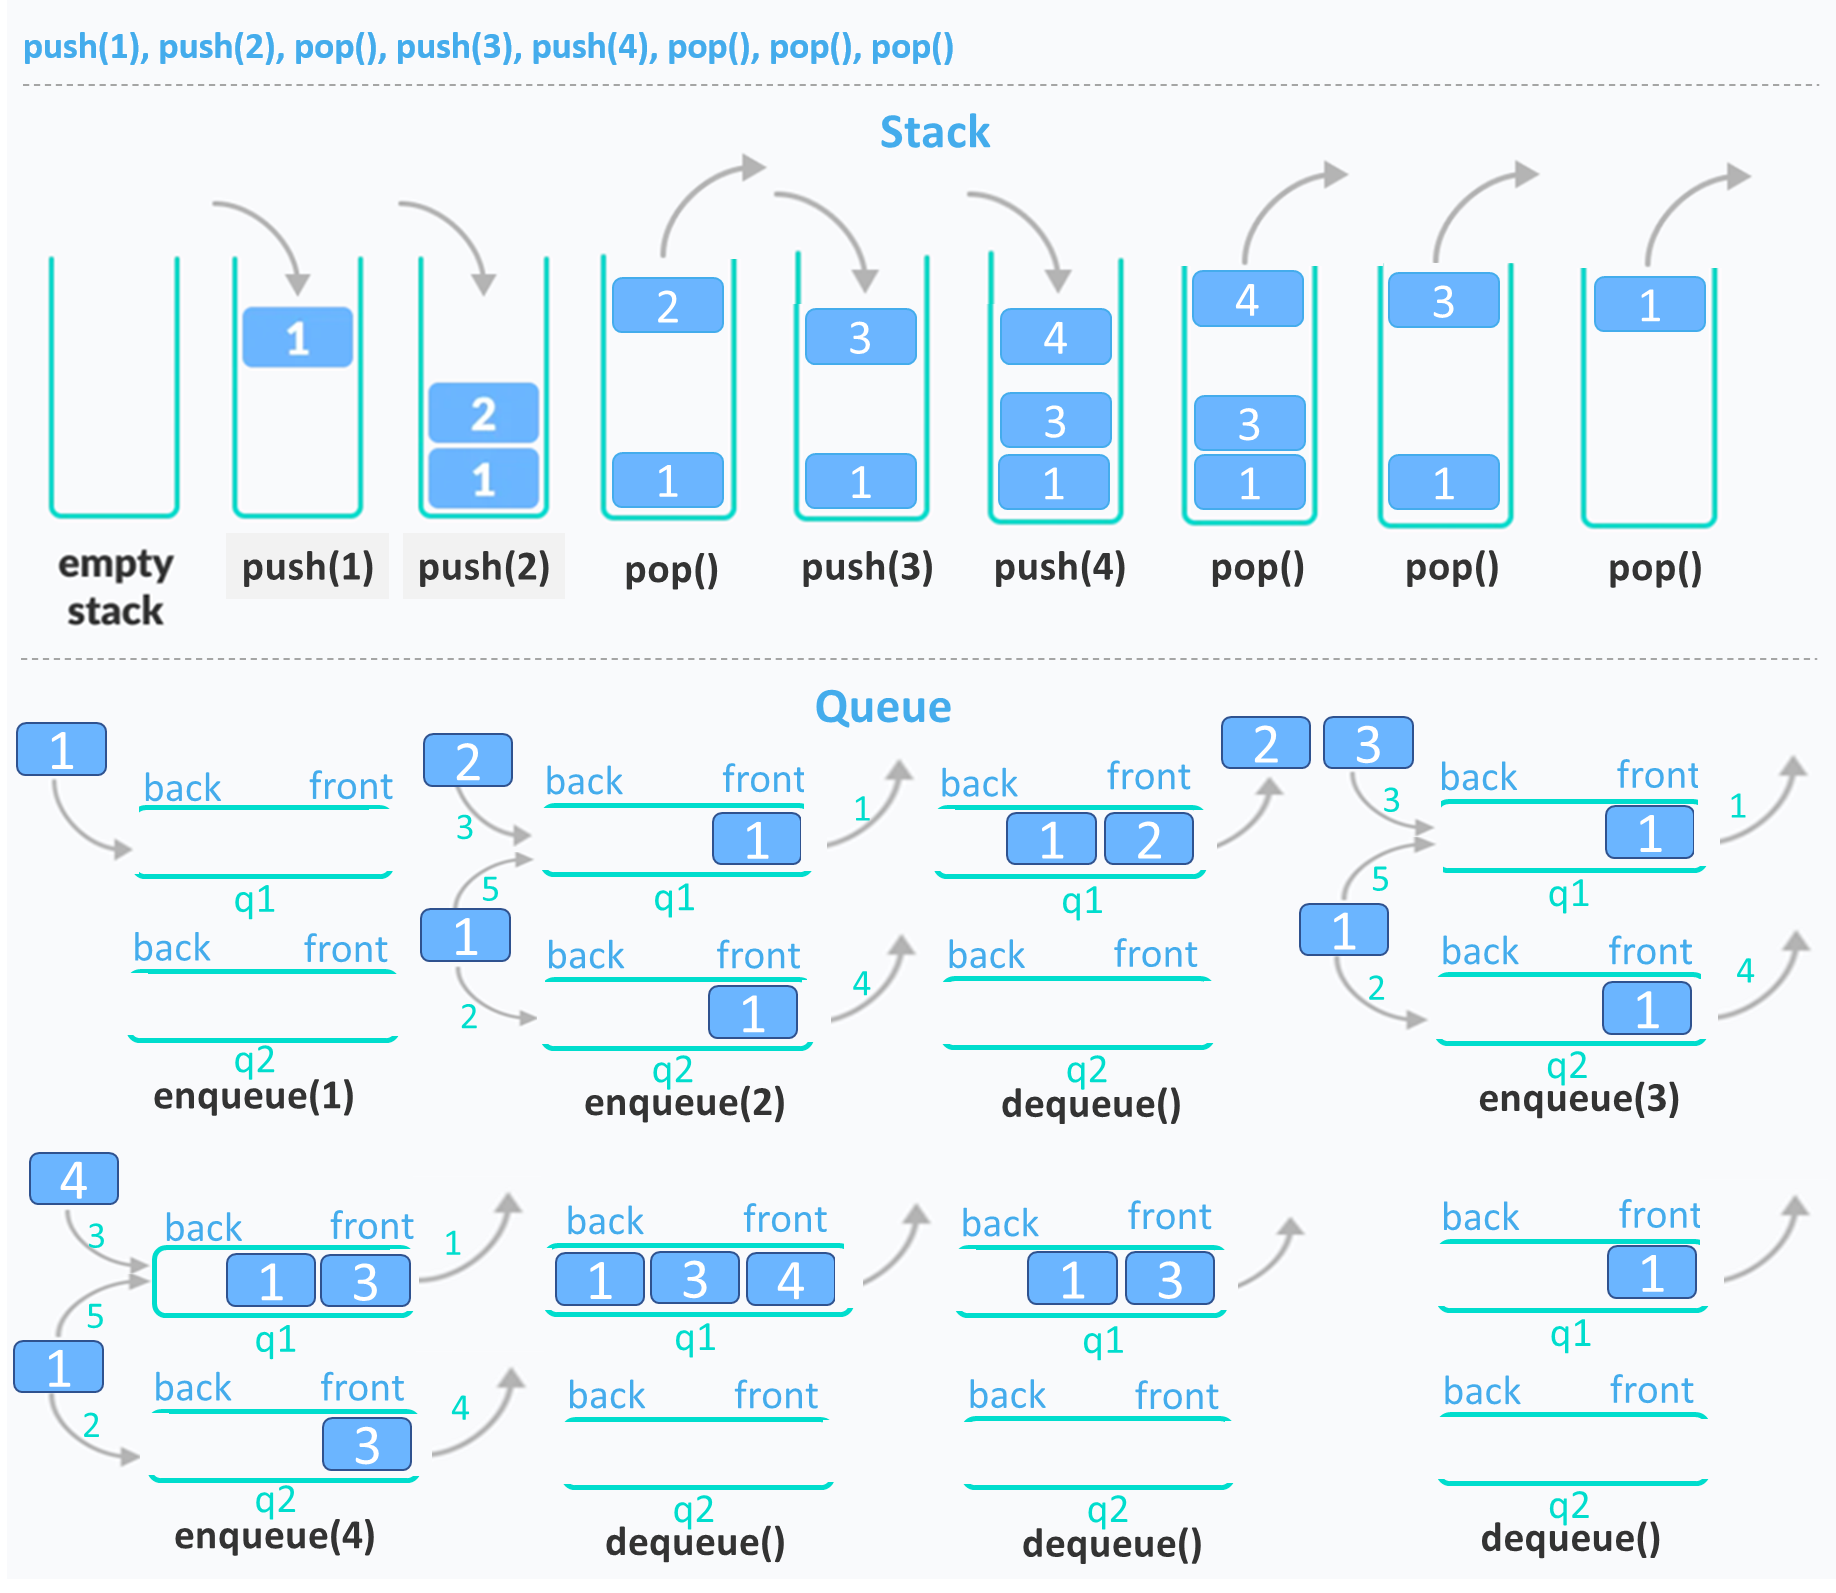 push(1), push(2), pop(), push(3), push(4), pop(), pop(), pop()
Stack
1
2
1
2
1
3
1
4
3
1
4
3
1
3
1
1
empty
stack
push(1)
push(2)
pop()
push(3)
push(4)
pop()
pop()
pop()
Queue
1
back front
q1
back front
q2
enqueue(1)
2
3
back front
1
1
5
q1
1
2
back front
1
4
q2
enqueue(2)
back front
1 2
2
q1
back front
q2
dequeue()
3
3
back front
1
1
5
q1
1
2
back front
1
4
q2
enqueue(3)
4
3
back front
1 3
1
5
q1
1
2
back front
3
4
q2
enqueue(4)
back front
1 3 4
q1
back front
q2
dequeue()
back front
1 3
q1
back front
q2
dequeue()
back front
1
q1
back front
q2
dequeue()